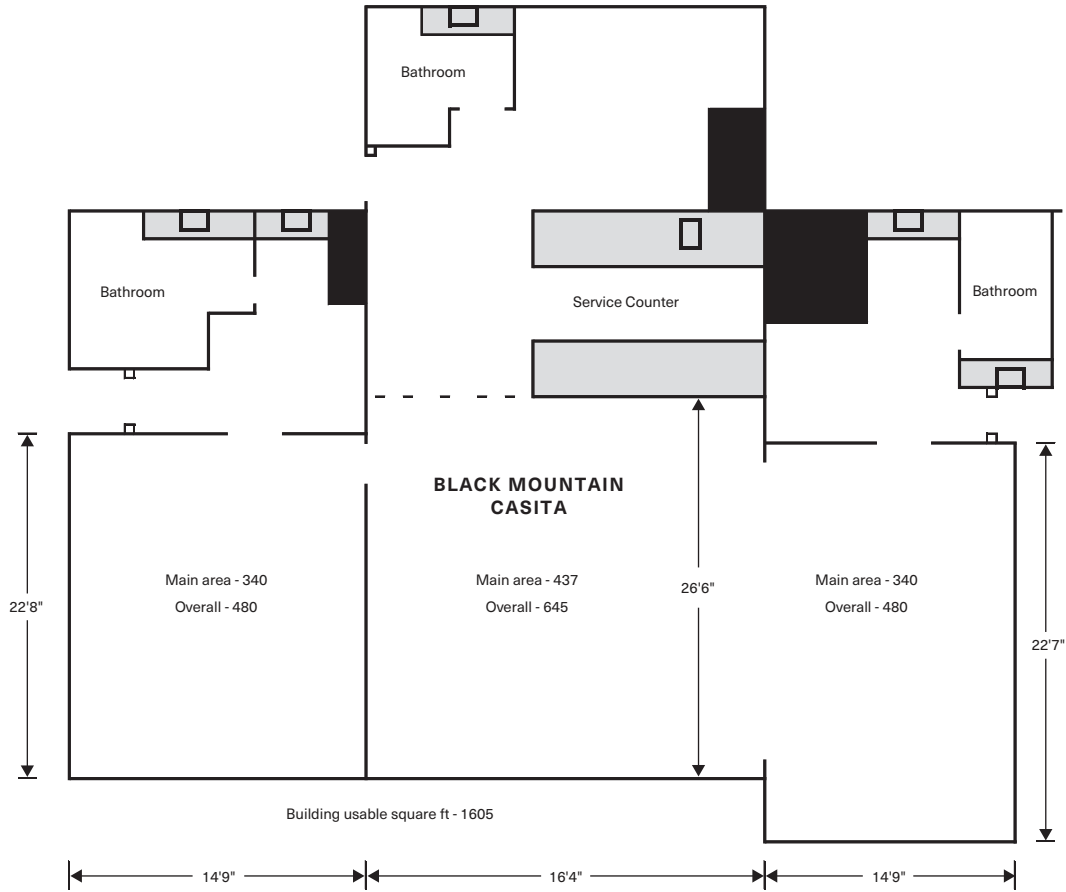 Bathroom
Bathroom
Service Counter
Bathroom
BLACK MOUNTAIN
CASITA
Main area - 340
Overall - 480
Main area - 437
Overall - 645
Main area - 340
Overall - 480
22'8"
26'6"
22'7"
Building usable square ft - 1605
14'9"
16'4"
14'9"